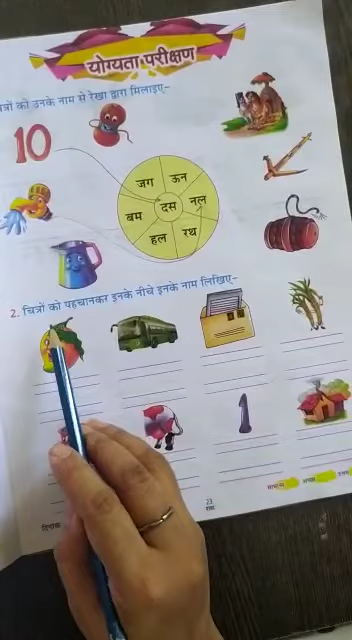 योग्यता परीक्षण
चित्रों को उनके नाम से रेखा द्वारा मिलाइए-
10
जग ऊन
बम दस नल
हल रथ
2. चित्रों को पहचानकर इनके नीचे इनके नाम लिखिए-
1
23
दिनांक